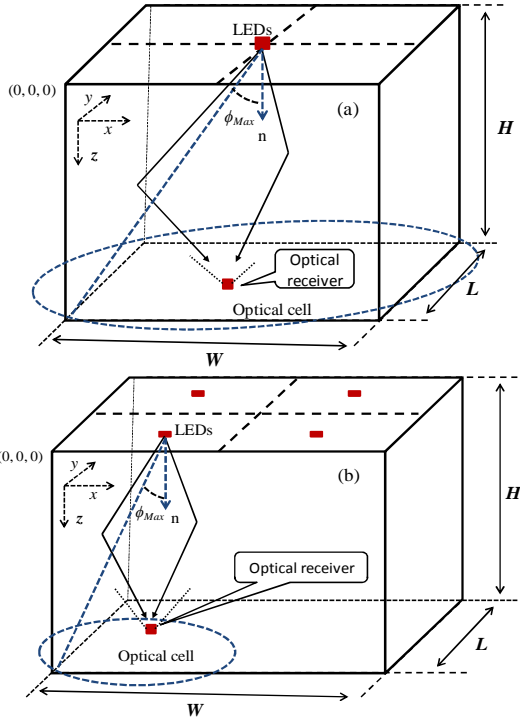 LEDs
(0, 0, 0)
y
x
z
ϕMax
n
(a)
H
Optical
receiver
Optical cell
L
W
LEDs
(0, 0, 0)
y
x
z
ϕMax
n
(b)
H
Optical receiver
Optical cell
L
W